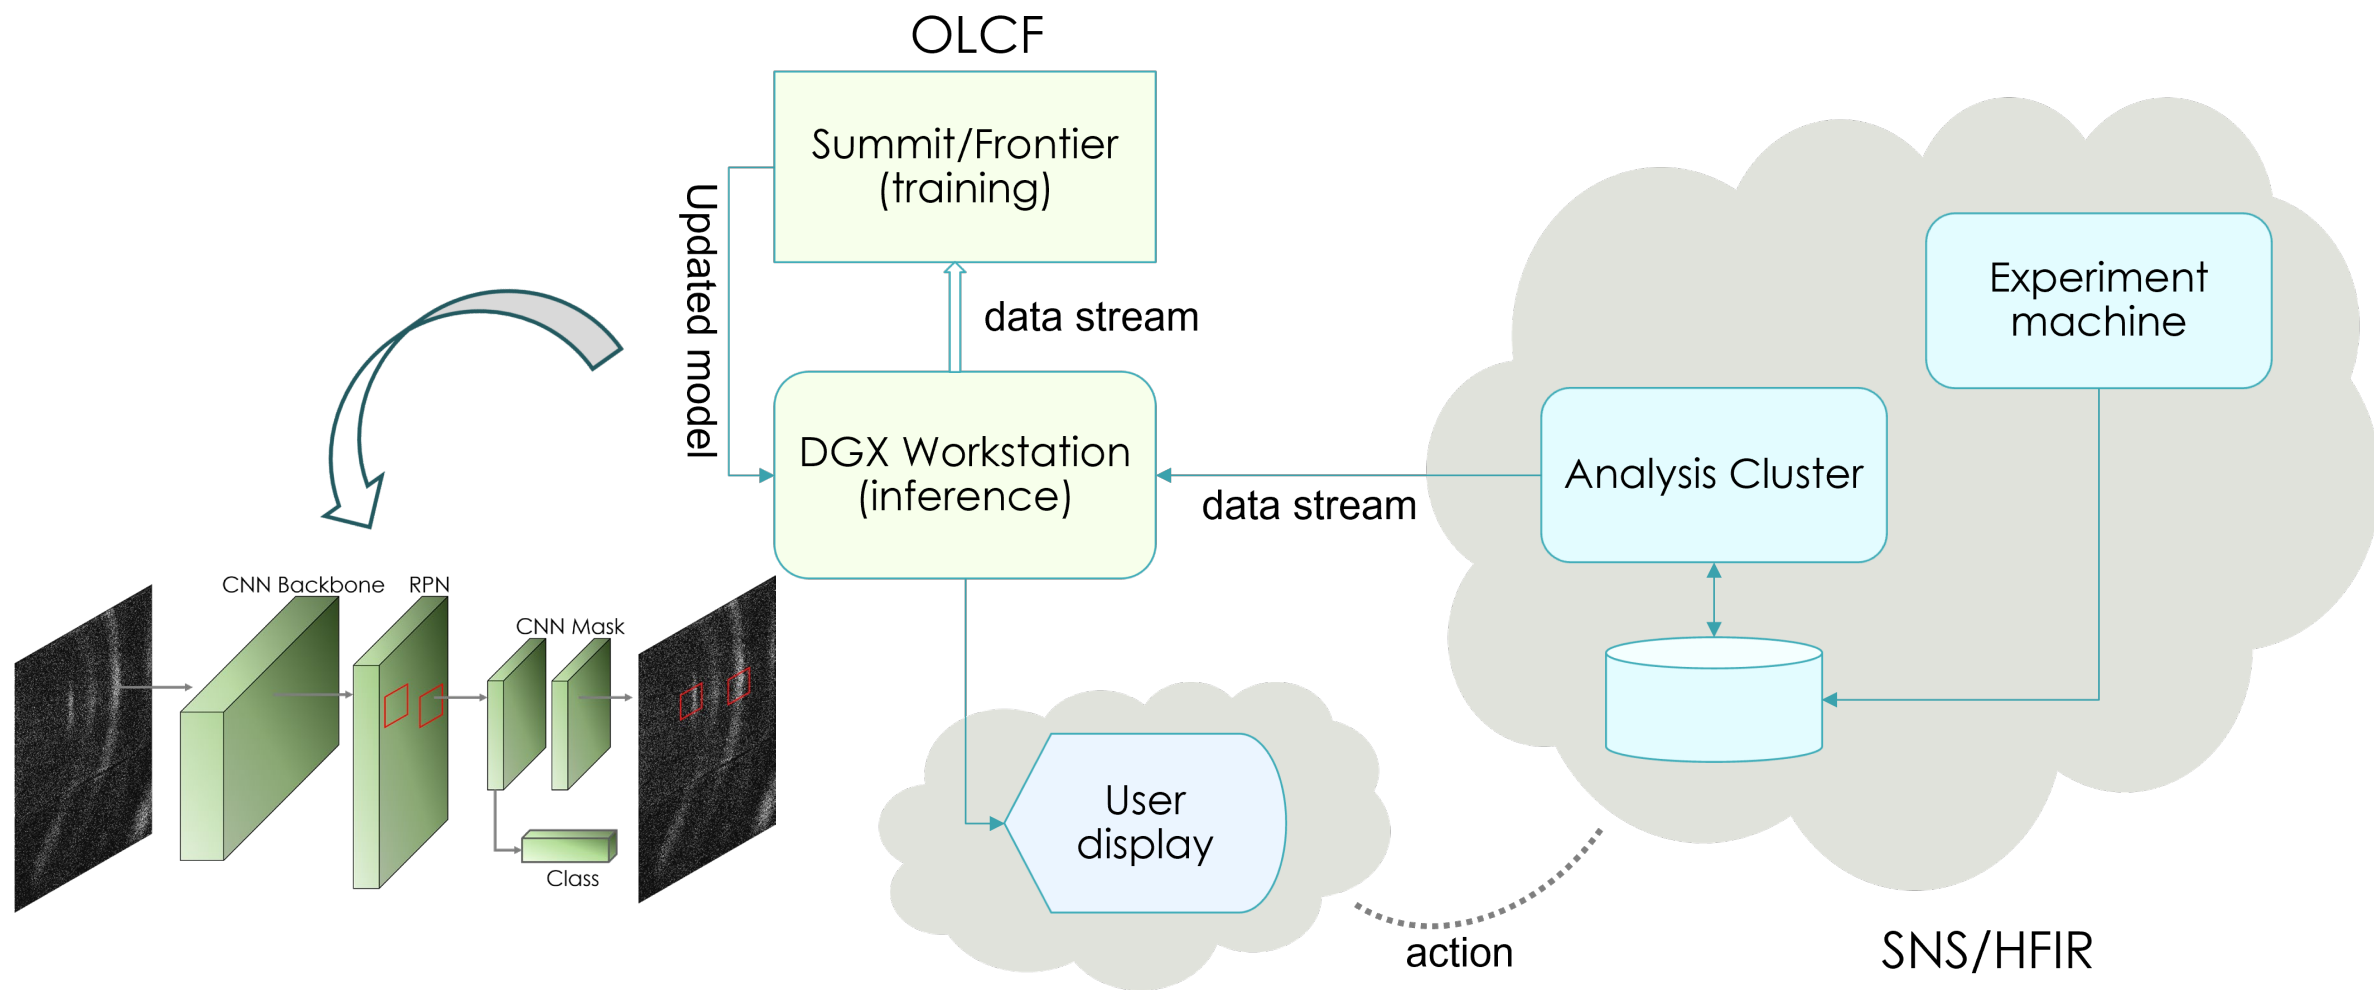 OLCF
Summit/Frontier
(training)
Updated model
data stream
Experiment
machine
DGX Workstation
(inference)
data stream
Analysis Cluster
CNN Backbone
RPN
CNN Mask
Class
User
display
action
SNS/HFIR